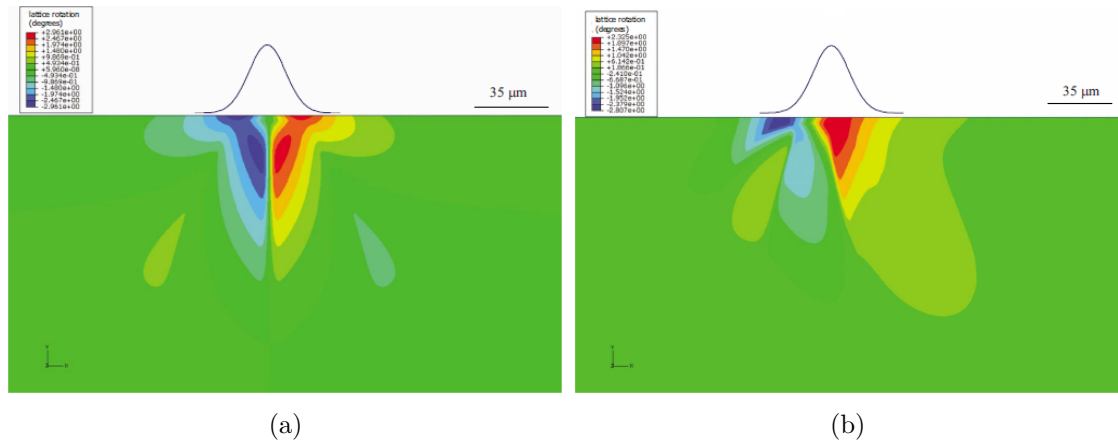 lattice rotation
(degrees)
+2.961e+00
+2.467e+00
+1.974e+00
+1.480e+00
+9.869e-01
+4.934e-01
+5.960e-08
-4.934e-01
-9.869e-01
-1.480e+00
-1.974e+00
-2.467e+00
-2.961e+00
35 μm
Y
Z X
(a)
lattice rotation
(degrees)
+2.325e+00
+1.897e+00
+1.470e+00
+1.042e+00
+6.142e-01
+1.866e-01
-2.410e-01
-6.687e-01
-1.096e+00
-1.524e+00
-1.952e+00
-2.379e+00
-2.807e+00
35 μm
Y
Z X
(b)